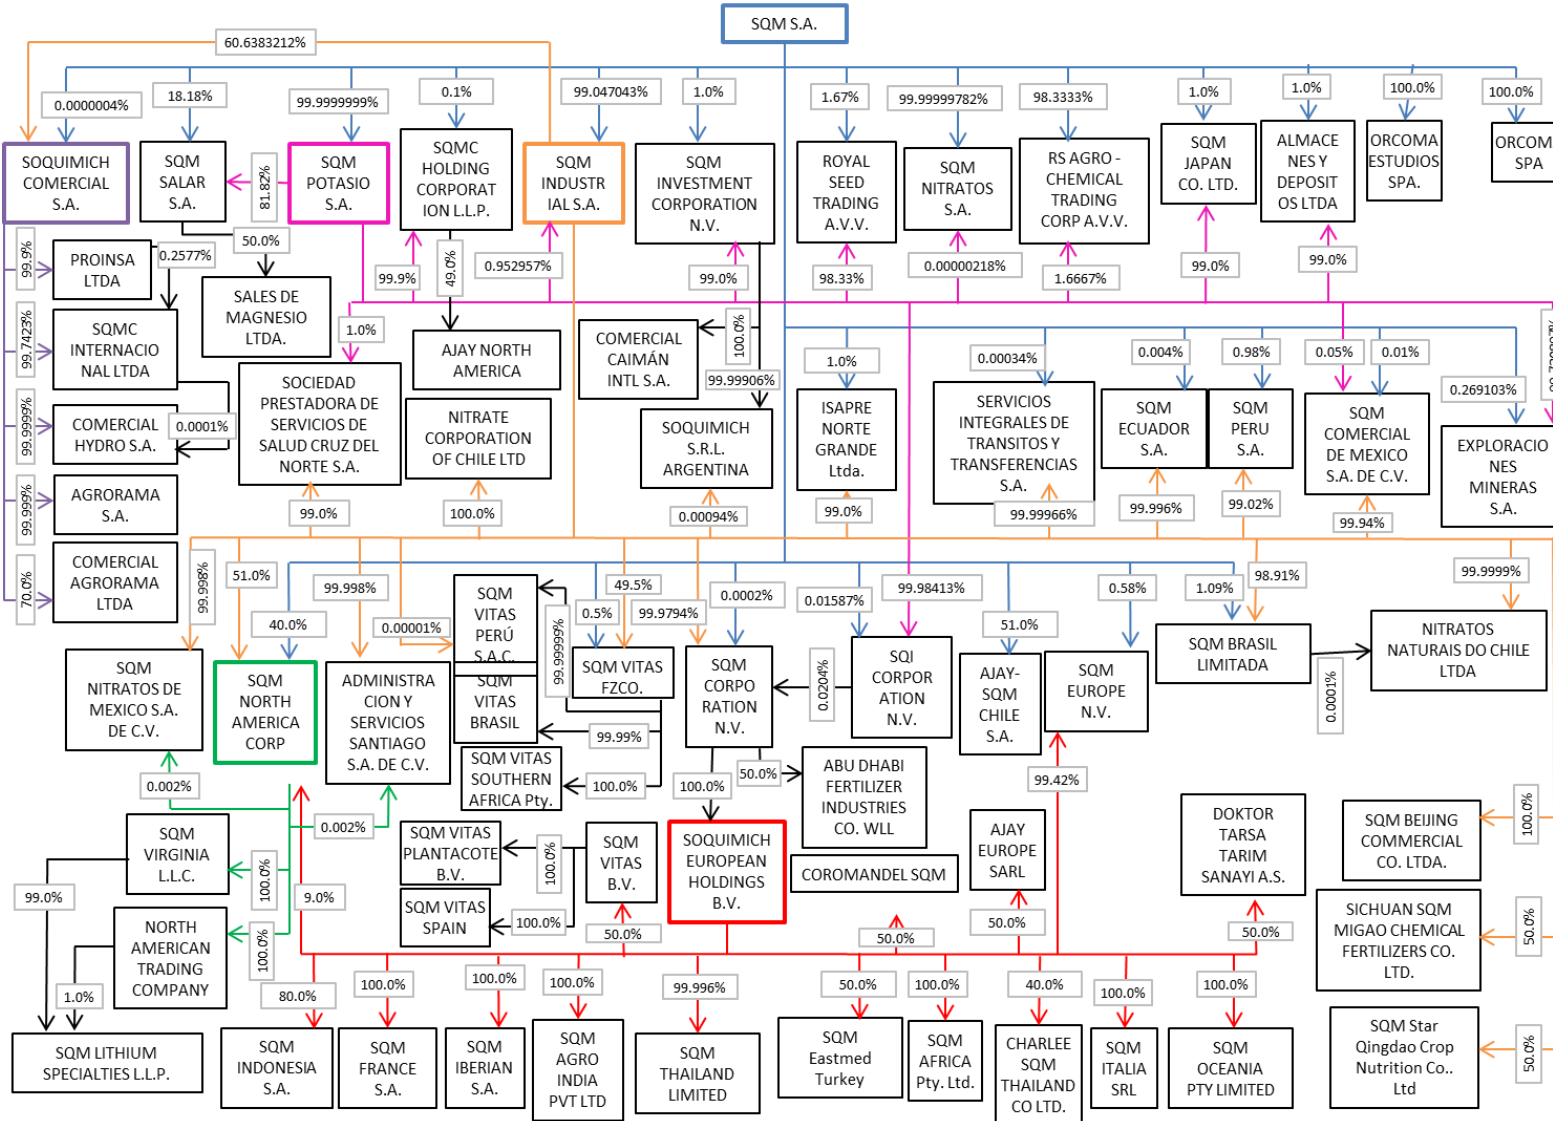 SQM S.A.
60.6383212%
0.0000004%
18.18%
99.9999999%
0.1%
99.047043%
1.0%
1.67%
99.99999782%
98.3333%
1.0%
1.0%
100.0%
100.0%
SOQUIMICH
COMERCIAL
S.A.
SQM
SALAR
S.A.
81.82%
SQM
POTASIO
S.A.
SQMC
HOLDING
CORPORAT
ION L.L.P.
SQM
INDUSTR
IAL S.A.
SQM
INVESTMENT
CORPORATION
N.V.
ROYAL
SEED
TRADING
A.V.V.
SQM
NITRATOS
S.A.
RS AGRO -
CHEMICAL
TRADING
CORP A.V.V.
SQM
JAPAN
CO. LTD.
ALMACE
NES Y
DEPOSIT
OS LTDA
ORCOMA
ESTUDIOS
SPA.
ORCOM
SPA
99.9%
PROINSA
LTDA
0.2577%
50.0%
99.9%
49.0%
0.952957%
99.0%
98.33%
0.00000218%
1.6667%
99.0%
99.0%
99.7423%
SQMC
INTERNACIO
NAL LTDA
SALES DE
MAGNESIO
LTDA.
1.0%
AJAY NORTH
AMERICA
COMERCIAL
CAIMÁN
INTL S.A.
100.0%
99.99906%
1.0%
0.00034%
0.004%
0.98%
0.05%
0.01%
0.269103%
99.9999%
COMERCIAL
HYDRO S.A.
0.0001%
SOCIEDAD
PRESTADORA DE
SERVICIOS DE
SALUD CRUZ DEL
NORTE S.A.
NITRATE
CORPORATION
OF CHILE LTD
SOQUIMICH
S.R.L.
ARGENTINA
ISAPRE
NORTE
GRANDE
Ltda.
SERVICIOS
INTEGRALES DE
TRANSITOS Y
TRANSFERENCIAS
S.A.
SQM
ECUADOR
S.A.
SQM
PERU
S.A.
SQM
COMERCIAL
DE MEXICO
S.A. DE C.V.
EXPLORACIO
NES
MINERAS
S.A.
99.999%
AGRORAMA
S.A.
99.0%
100.0%
0.00094%
99.0%
99.99966%
99.996%
99.02%
99.94%
70.0%
COMERCIAL
AGRORAMA
LTDA
99.998%
51.0%
40.0%
99.998%
0.00001%
SQM
VITAS
PERÚ
S.A.C.
99.99999%
0.5%
49.5%
99.9794%
0.0002%
0.01587%
99.98413%
51.0%
0.58%
1.09%
98.91%
99.9999%
SQM
NITRATOS DE
MEXICO S.A.
DE C.V.
SQM
NORTH
AMERICA
CORP
ADMINISTRA
CION Y
SERVICIOS
SANTIAGO
S.A. DE C.V.
SQM
VITAS
BRASIL
SQM VITAS
FZCO.
SQM
CORPO
RATION
N.V.
0.0204%
SQI
CORPOR
ATION
N.V.
AJAY-
SQM
CHILE
S.A.
SQM
EUROPE
N.V.
SQM BRASIL
LIMITADA
0.0001%
NITRATOS
NATURAIS DO CHILE
LTDA
99.99%
SQM VITAS
SOUTHERN
AFRICA Pty.
100.0%
0.002%
0.002%
100.0%
50.0%
ABU DHABI
FERTILIZER
INDUSTRIES
CO. WLL
99.42%
SQM
VIRGINIA
L.L.C.
100.0%
99.0%
9.0%
SQM VITAS
PLANTACOTE
B.V.
100.0%
SQM
VITAS
B.V.
SOQUIMICH
EUROPEAN
HOLDINGS
B.V.
COROMANDEL SQM
AJAY
EUROPE
SARL
DOKTOR
TARSA
TARIM
SANAYI A.S.
SQM BEIJING
COMMERCIAL
CO. LTDA.
100.0%
NORTH
AMERICAN
TRADING
COMPANY
100.0%
SQM VITAS
SPAIN
100.0%
50.0%
50.0%
50.0%
50.0%
SICHUAN SQM
MIGAO CHEMICAL
FERTILIZERS CO.
LTD.
50.0%
1.0%
80.0%
100.0%
100.0%
100.0%
99.996%
50.0%
100.0%
40.0%
100.0%
100.0%
SQM LITHIUM
SPECIALTIES L.L.P.
SQM
INDONESIA
S.A.
SQM
FRANCE
S.A.
SQM
IBERIAN
S.A.
SQM
AGRO
INDIA
PVT LTD
SQM
THAILAND
LIMITED
SQM
Eastmed
Turkey
SQM
AFRICA
Pty. Ltd.
CHARLEE
SQM
THAILAND
CO LTD.
SQM
ITALIA
SRL
SQM
OCEANIA
PTY LIMITED
SQM Star
Qingdao Crop
Nutrition Co..
Ltd
50.0%